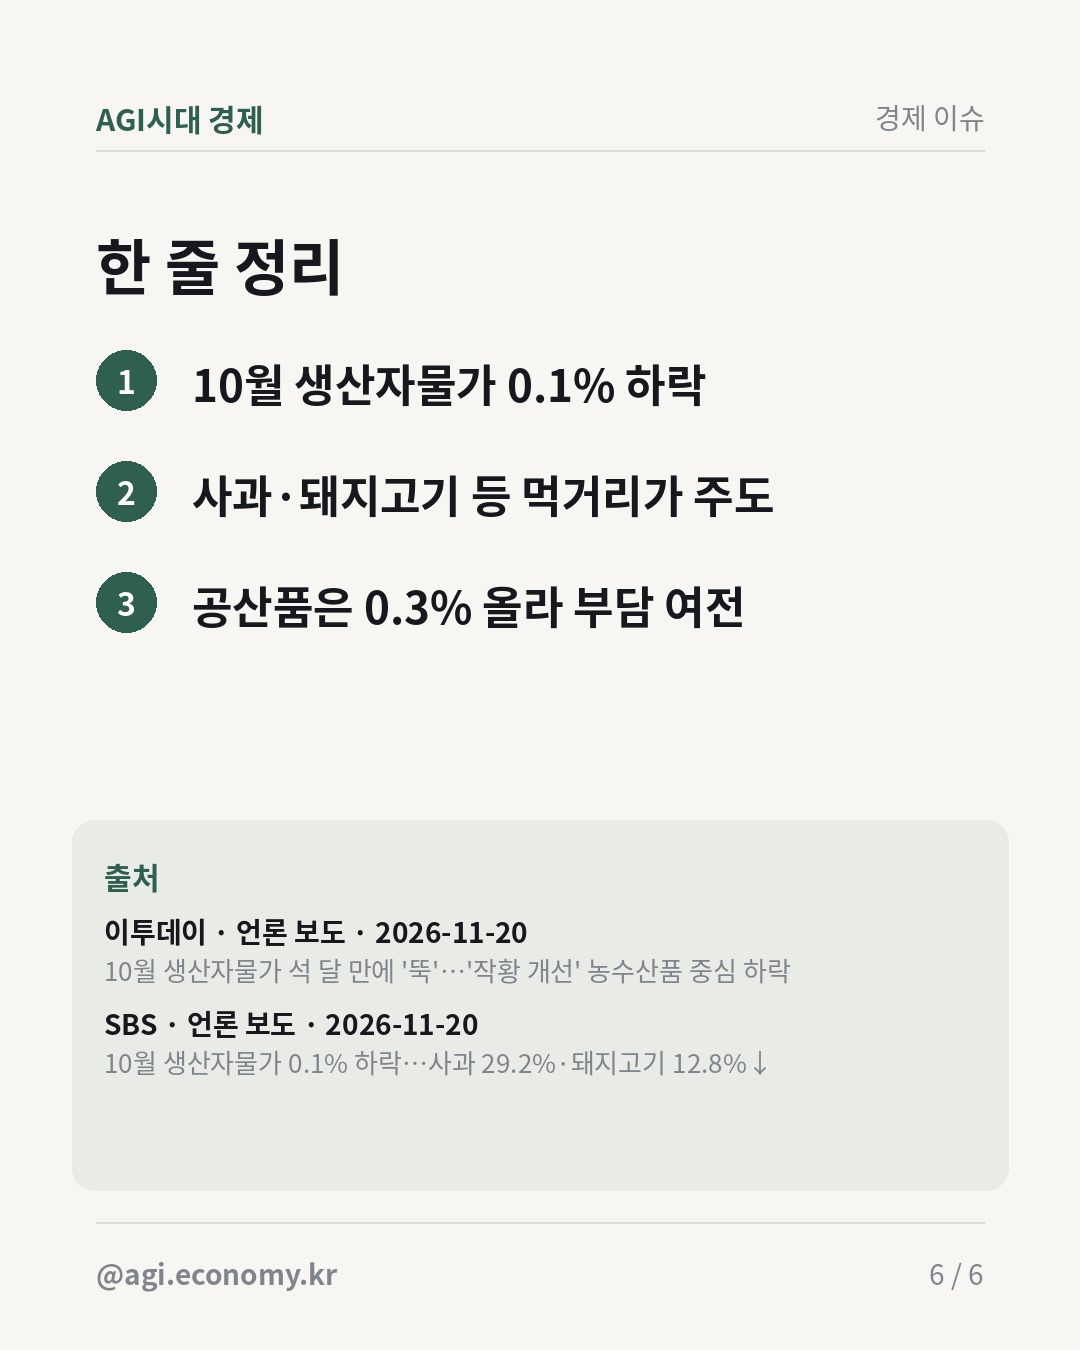 AGI시대 경제
경제 이슈
한 줄 정리
1 10월 생산자물가 0.1% 하락
2 사과·돼지고기 등 먹거리가 주도
3 공산품은 0.3% 올라 부담 여전
출처
이투데이 · 언론 보도 · 2026-11-20
10월 생산자물가 석 달 만에 '뚝'…'작황 개선' 농수산품 중심 하락
SBS · 언론 보도 · 2026-11-20
10월 생산자물가 0.1% 하락…사과 29.2%·돼지고기 12.8%↓
@agi.economy.kr
6 / 6